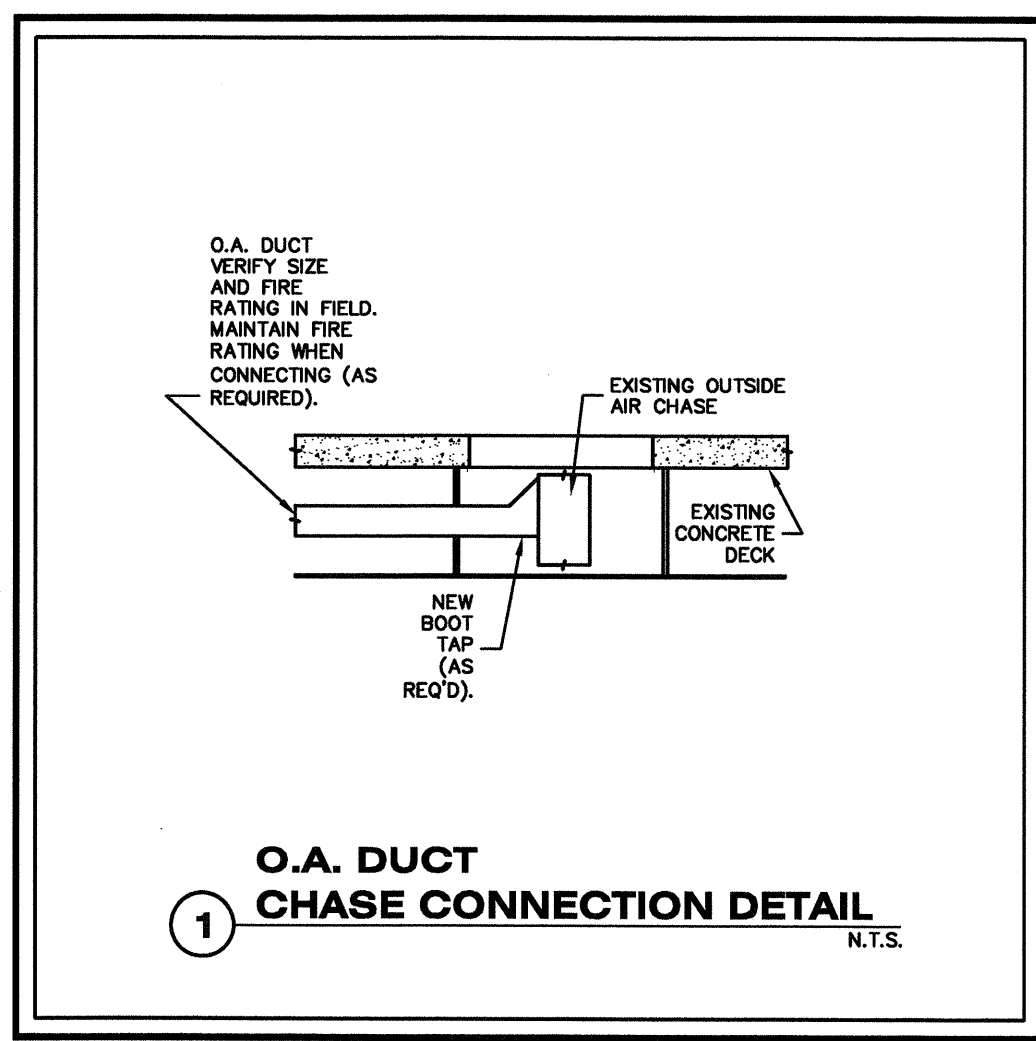 O.A. DUCT
VERIFY SIZE
AND FIRE
RATING IN FIELD.
MAINTAIN FIRE
RATING WHEN
CONNECTING (AS
REQUIRED).
EXISTING OUTSIDE
AIR CHASE
EXISTING
CONCRETE
DECK
NEW
BOOT
TAP
(AS
REQ'D).
O.A. DUCT
CHASE CONNECTION DETAIL
1
N.T.S.